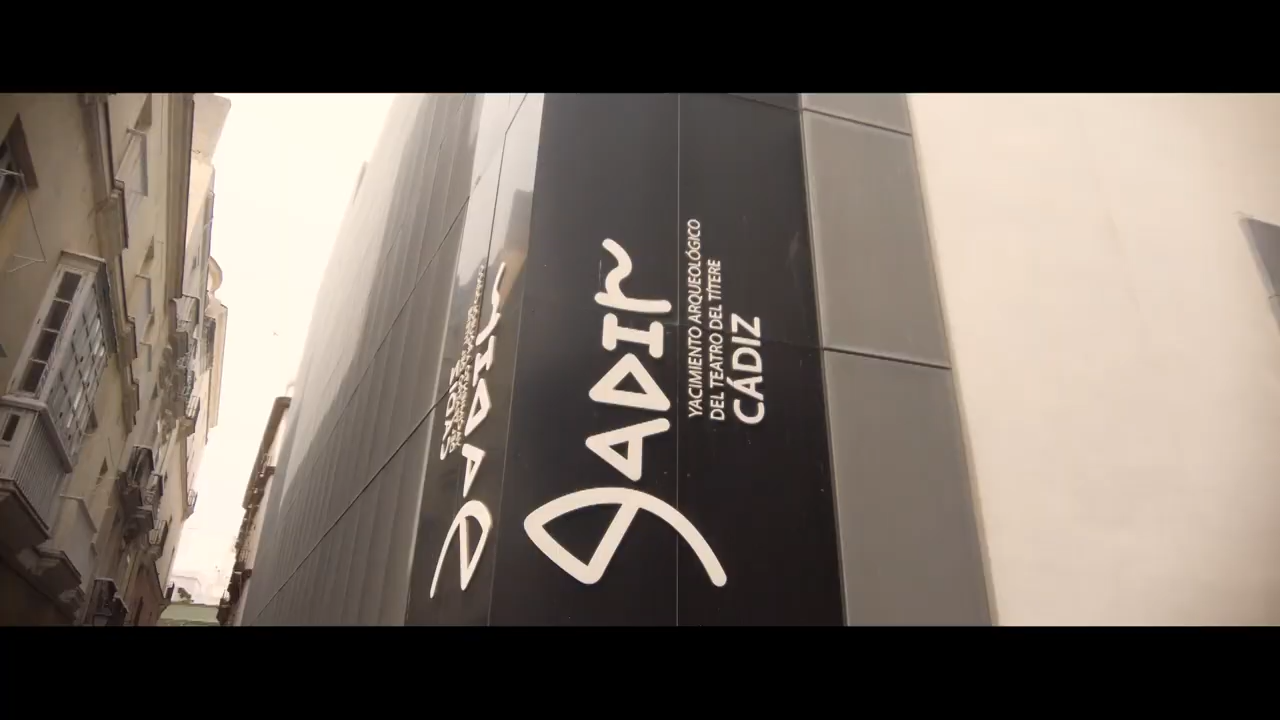 GADIR
YACIMIENTO ARQUEOLÓGICO
DEL TEATRO DEL TÍTERE
CÁDIZ